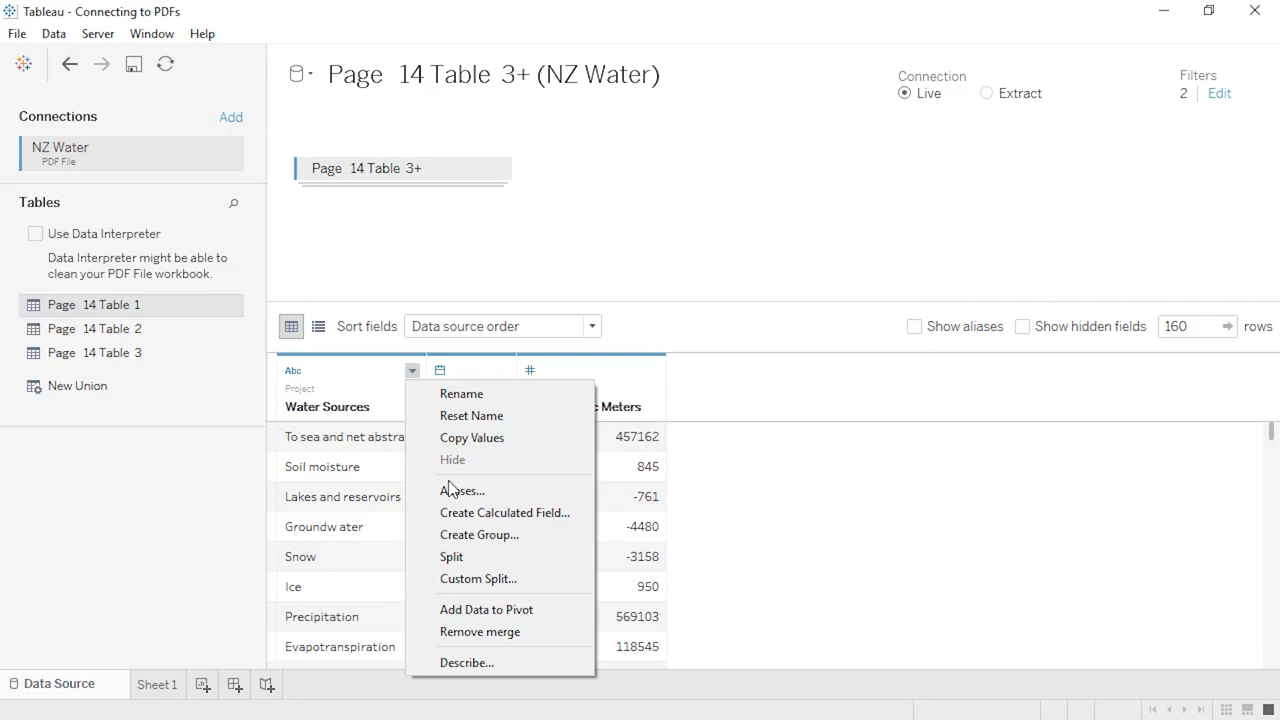 Tableau - Connecting to PDFs
File Data Server Window Help
Connections Add
NZ Water
PDF File
Tables
Use Data Interpreter
Data Interpreter might be able to
clean your PDF File workbook.
Page 14 Table 1
Page 14 Table 2
Page 14 Table 3
New Union
Page 14 Table 3+ (NZ Water)
Connection
Live Extract
Filters
2 Edit
Page 14 Table 3+
Sort fields Data source order Show aliases Show hidden fields 160 rows
Abc #
Project
Water Sources Meters
To sea and net abstra 457162
Soil moisture 845
Lakes and reservoirs -761
Groundw ater -4480
Snow -3158
Ice 950
Precipitation 569103
Evapotranspiration 118545
Rename
Reset Name
Copy Values
Hide
Aliases...
Create Calculated Field...
Create Group...
Split
Custom Split...
Add Data to Pivot
Remove merge
Describe...
Data Source Sheet 1